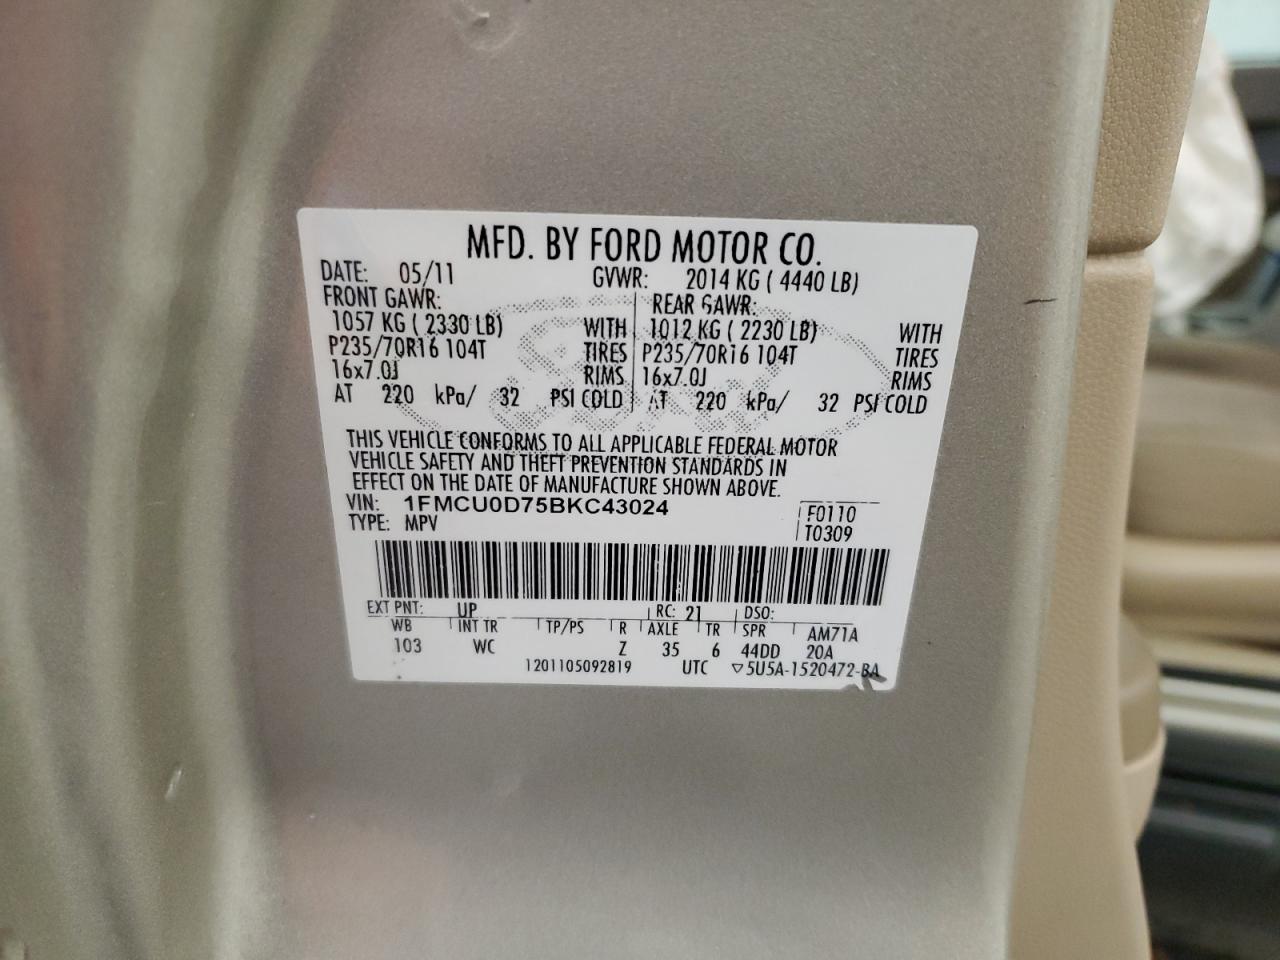 MFD. BY FORD MOTOR CO.
DATE: 05/11 GVWR: 2014 KG ( 4440 LB)
FRONT GAWR: REAR GAWR:
1057 KG ( 2330 LB) WITH 1012 KG ( 2230 LB) WITH
P235/70R16 104T TIRES P235/70R16 104T TIRES
16x7.0J RIMS 16x7.0J RIMS
AT 220 kPa/ 32 PSI COLD AT 220 kPa/ 32 PSI COLD
THIS VEHICLE CONFORMS TO ALL APPLICABLE FEDERAL MOTOR
VEHICLE SAFETY AND THEFT PREVENTION STANDARDS IN
EFFECT ON THE DATE OF MANUFACTURE SHOWN ABOVE.
VIN: 1FMCU0D75BKC43024 F0110
TYPE: MPV T0309
EXT PNT: UP RC: 21 DSO:
WB INT TR TP/PS R AXLE TR SPR AM71A
103 WC Z 35 6 44DD 20A
1201105092819 UTC ▽5U5A-1520472-BA